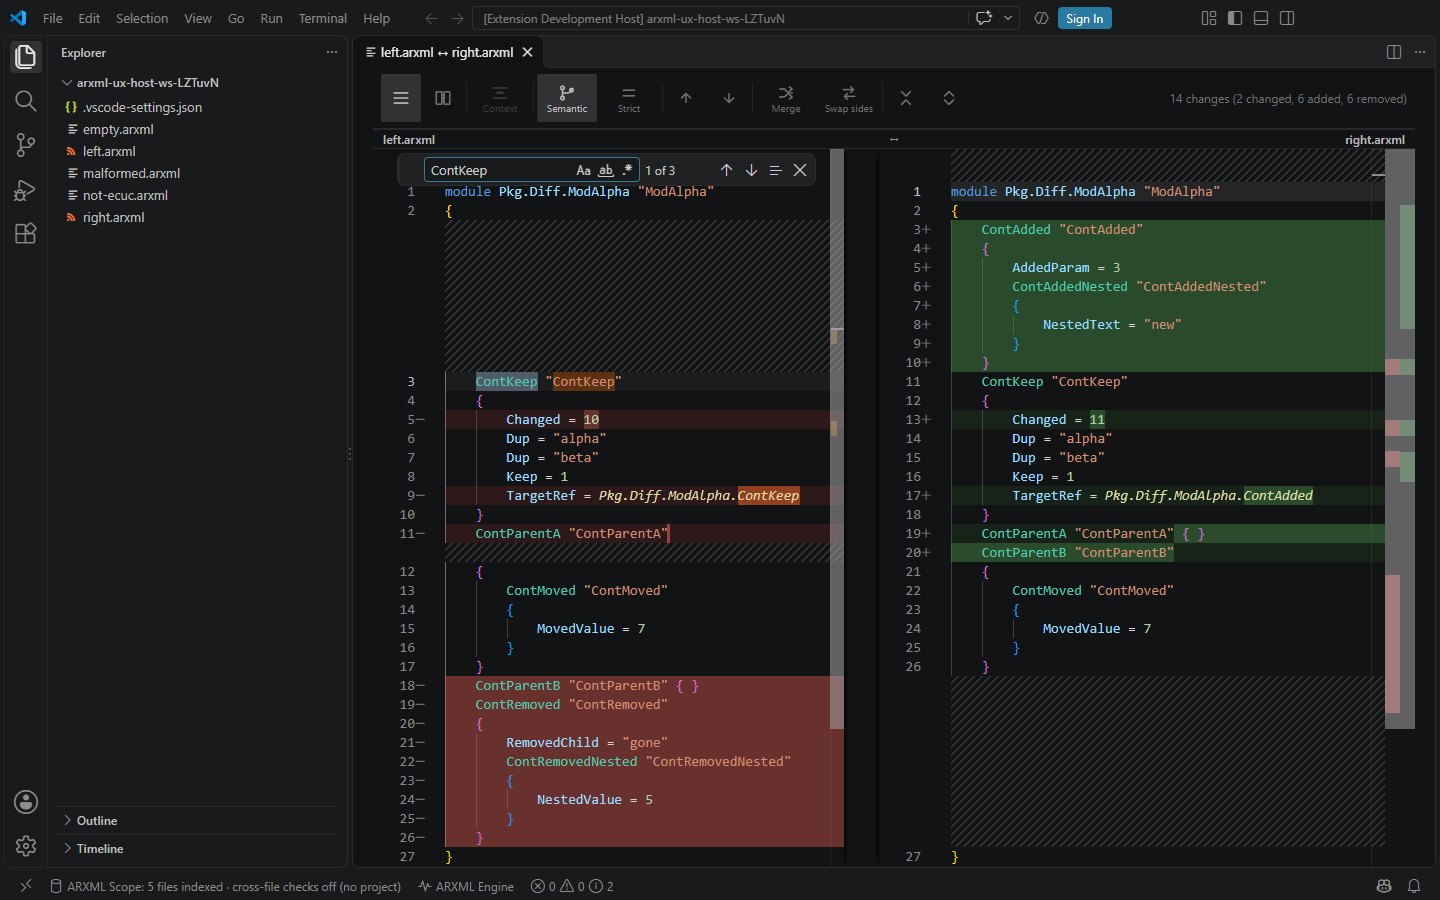 File Edit Selection View Go Run Terminal Help
[Extension Development Host] arxml-ux-host-ws-LZTuvN
Sign In
Explorer
arxml-ux-host-ws-LZTuvN
{} .vscode-settings.json
empty.arxml
left.arxml
malformed.arxml
not-ecuc.arxml
right.arxml
Outline
Timeline
left.arxml ↔ right.arxml
Context
Semantic
Strict
Merge
Swap sides
14 changes (2 changed, 6 added, 6 removed)
left.arxml ↔ right.arxml
ContKeep Aa ab .* 1 of 3
1 module Pkg.Diff.ModAlpha "ModAlpha"
2 {
3 ContKeep "ContKeep"
4 {
5− Changed = 10
6 Dup = "alpha"
7 Dup = "beta"
8 Keep = 1
9− TargetRef = Pkg.Diff.ModAlpha.ContKeep
10 }
11− ContParentA "ContParentA"
12 {
13 ContMoved "ContMoved"
14 {
15 MovedValue = 7
16 }
17 }
18− ContParentB "ContParentB" { }
19− ContRemoved "ContRemoved"
20− {
21− RemovedChild = "gone"
22− ContRemovedNested "ContRemovedNested"
23− {
24− NestedValue = 5
25− }
26− }
27 }
1 module Pkg.Diff.ModAlpha "ModAlpha"
2 {
3+ ContAdded "ContAdded"
4+ {
5+ AddedParam = 3
6+ ContAddedNested "ContAddedNested"
7+ {
8+ NestedText = "new"
9+ }
10+ }
11 ContKeep "ContKeep"
12 {
13+ Changed = 11
14 Dup = "alpha"
15 Dup = "beta"
16 Keep = 1
17+ TargetRef = Pkg.Diff.ModAlpha.ContAdded
18 }
19+ ContParentA "ContParentA" { }
20+ ContParentB "ContParentB"
21 {
22 ContMoved "ContMoved"
23 {
24 MovedValue = 7
25 }
26 }
27 }
ARXML Scope: 5 files indexed · cross-file checks off (no project) ARXML Engine 0 0 2